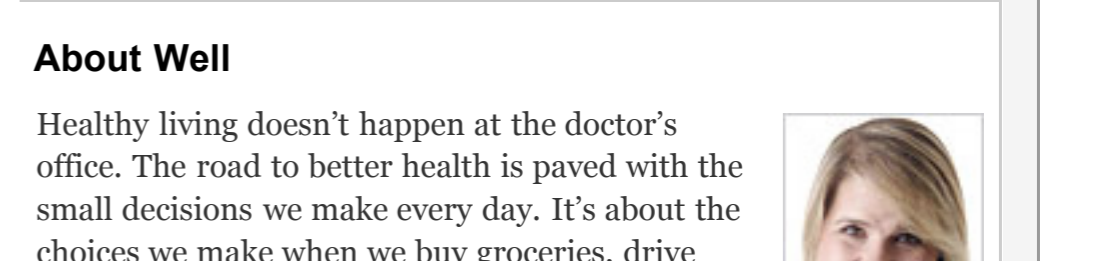 About Well
Healthy living doesn’t happen at the doctor’s
office. The road to better health is paved with the
small decisions we make every day. It’s about the
choices we make when we buy groceries, drive